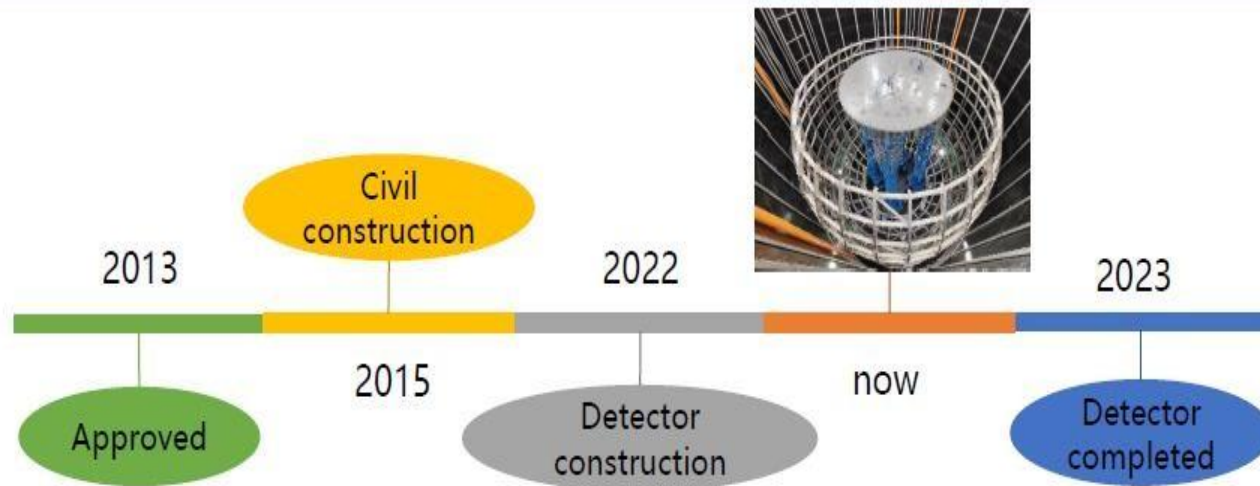 Civil
construction
2013
2022
2023
2015
now
Approved
Detector
construction
Detector
completed